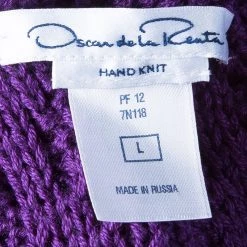 Oscar de la Renta
HAND KNIT
PF 12
7N118
L
MADE IN RUSSIA